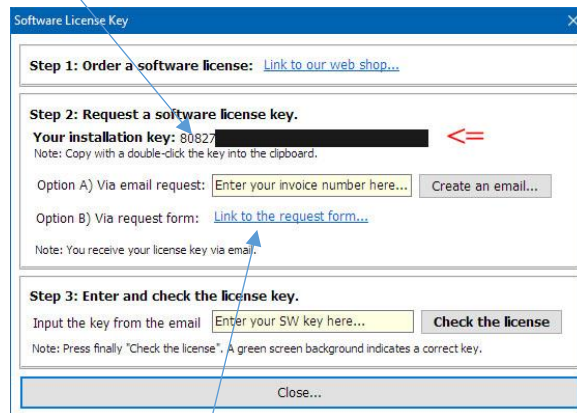 Software License Key
Step 1: Order a software license: Link to our web shop...
Step 2: Request a software license key.
Your installation key: 80827 <=
Note: Copy with a double-click the key into the clipboard.
Option A) Via email request: Enter your invoice number here... Create an email...
Option B) Via request form: Link to the request form...
Note: You receive your license key via email.
Step 3: Enter and check the license key.
Input the key from the email Enter your SW key here... Check the license
Note: Press finally "Check the license". A green screen background indicates a correct key.
Close...